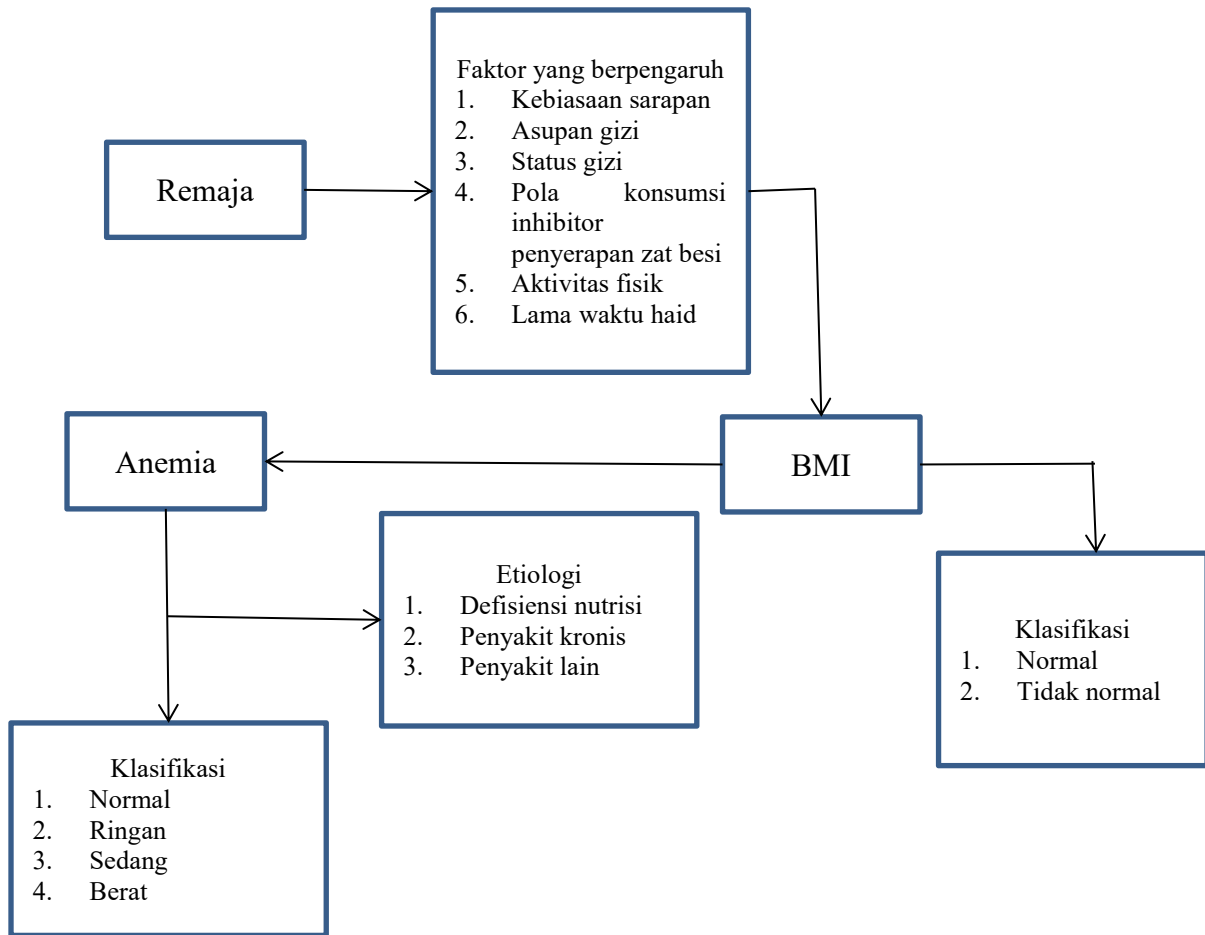 Faktor yang berpengaruh
1. Kebiasaan sarapan
2. Asupan gizi
3. Status gizi
4. Pola konsumsi
inhibitor
penyerapan zat besi
5. Aktivitas fisik
6. Lama waktu haid
Remaja
Anemia
BMI
Etiologi
1. Defisiensi nutrisi
2. Penyakit kronis
3. Penyakit lain
Klasifikasi
1. Normal
2. Tidak normal
Klasifikasi
1. Normal
2. Ringan
3. Sedang
4. Berat